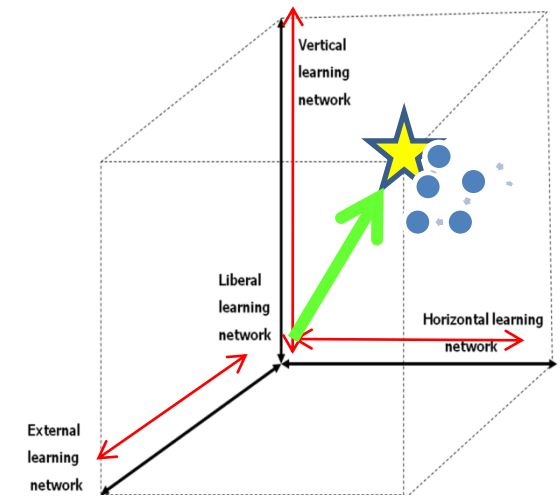 Vertical
learning
network
Liberal
learning
network
Horizontal learning
network
External
learning
network